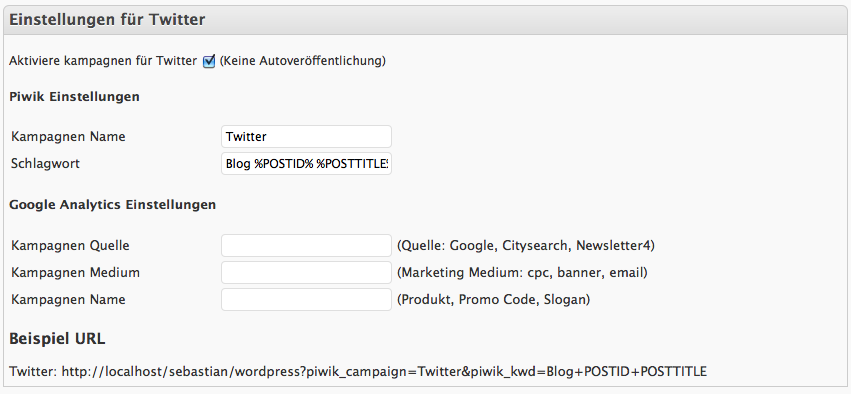 Einstellungen für Twitter
Aktiviere kampagnen für Twitter (Keine Autoveröffentlichung)
Piwik Einstellungen
Kampagnen Name Twitter
Schlagwort Blog %POSTID% %POSTTITLE%
Google Analytics Einstellungen
Kampagnen Quelle (Quelle: Google, Citysearch, Newsletter4)
Kampagnen Medium (Marketing Medium: cpc, banner, email)
Kampagnen Name (Produkt, Promo Code, Slogan)
Beispiel URL
Twitter: http://localhost/sebastian/wordpress?piwik_campaign=Twitter&piwik_kwd=Blog+POSTID+POSTTITLE